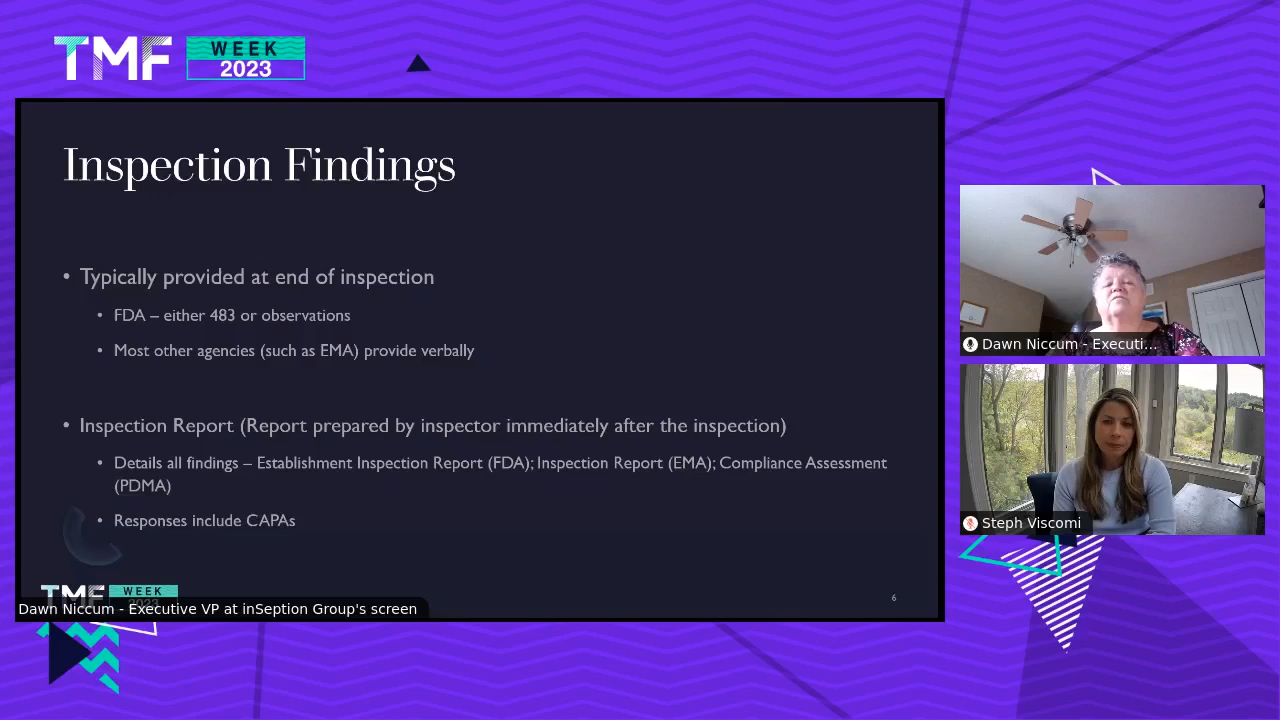 TMF WEEK 2023
Inspection Findings
• Typically provided at end of inspection
• FDA – either 483 or observations
• Most other agencies (such as EMA) provide verbally
• Inspection Report (Report prepared by inspector immediately after the inspection)
• Details all findings – Establishment Inspection Report (FDA); Inspection Report (EMA); Compliance Assessment
(PDMA)
• Responses include CAPAs
TMF WEEK
6
Dawn Niccum - Executive VP at inSeption Group's screen
Dawn Niccum - Executi...
Steph Viscomi